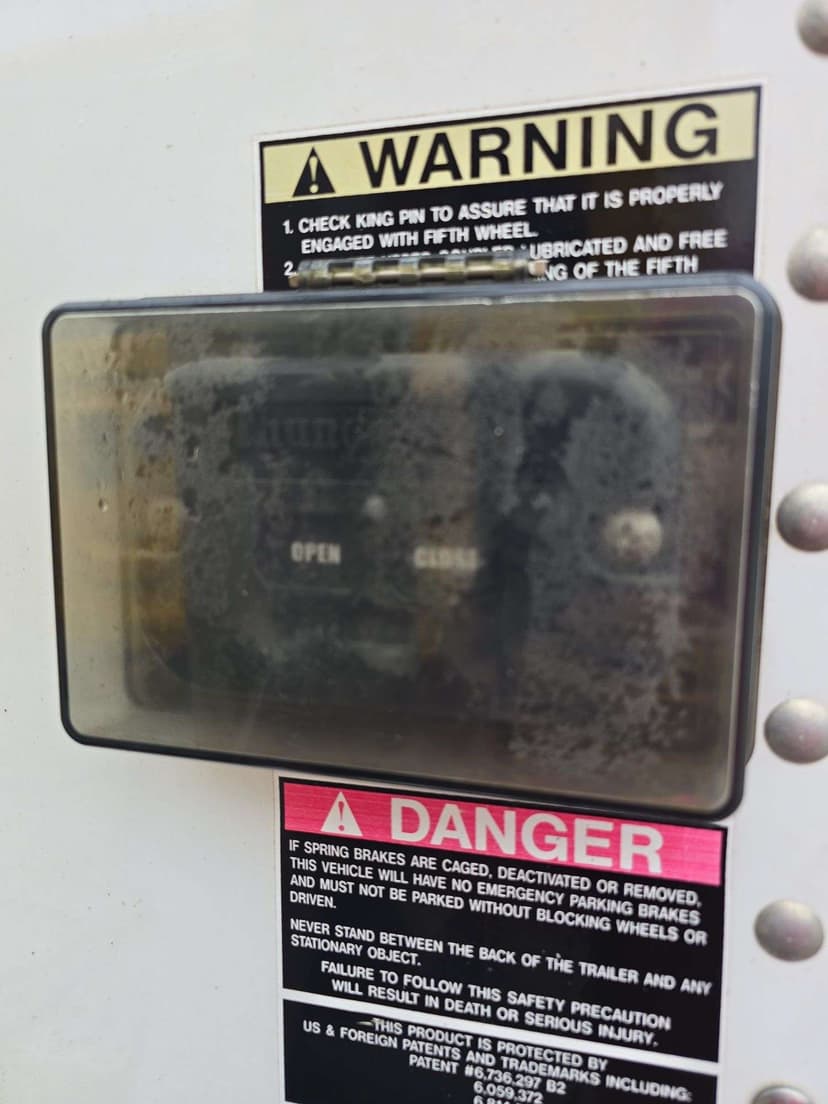 WARNING
1. CHECK KING PIN TO ASSURE THAT IT IS PROPERLY
ENGAGED WITH FIFTH WHEEL.
2. LUBRICATED AND FREE
OF THE FIFTH
OPEN CLOSE
DANGER
IF SPRING BRAKES ARE CAGED, DEACTIVATED OR REMOVED,
THIS VEHICLE WILL HAVE NO EMERGENCY PARKING BRAKES
AND MUST NOT BE PARKED WITHOUT BLOCKING WHEELS OR
DRIVEN.
NEVER STAND BETWEEN THE BACK OF THE TRAILER AND ANY
STATIONARY OBJECT.
FAILURE TO FOLLOW THIS SAFETY PRECAUTION
WILL RESULT IN DEATH OR SERIOUS INJURY.
THIS PRODUCT IS PROTECTED BY
US & FOREIGN PATENTS AND TRADEMARKS INCLUDING:
PATENT #6,736,297 B2
6,059,372